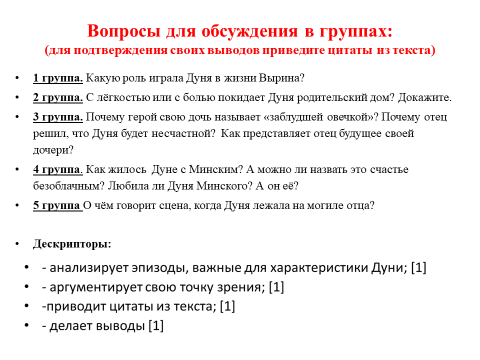 Вопросы для обсуждения в группах:
(для подтверждения своих выводов приведите цитаты из текста)
• 1 группа. Какую роль играла Дуня в жизни Вырина?
• 2 группа. С лёгкостью или с болью покидает Дуня родительский дом? Докажите.
• 3 группа. Почему герой свою дочь называет «заблудшей овечкой»? Почему отец
решил, что Дуня будет несчастной? Как представляет отец будущее своей
дочери?
• 4 группа. Как жилось Дуне с Минским? А можно ли назвать это счастье
безоблачным? Любила ли Дуня Минского? А он её?
• 5 группа О чём говорит сцена, когда Дуня лежала на могиле отца?
• Дескрипторы:
• - анализирует эпизоды, важные для характеристики Дуни; [1]
• - аргументирует свою точку зрения; [1]
• -приводит цитаты из текста; [1]
• - делает выводы [1]